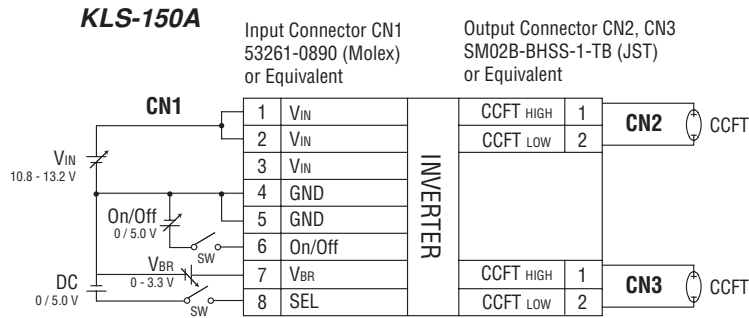 KLS-150A
Input Connector CN1
53261-0890 (Molex)
or Equivalent
Output Connector CN2, CN3
SM02B-BHSS-1-TB (JST)
or Equivalent
CN1
1 VIN
2 VIN
3 VIN
4 GND
5 GND
6 On/Off
7 VBR
8 SEL
VIN
10.8 - 13.2 V
On/Off
0 / 5.0 V
SW
VBR
0 - 3.3 V
DC
0 / 5.0 V
SW
INVERTER
CCFT HIGH 1
CCFT LOW 2
CN2
CCFT
CCFT HIGH 1
CCFT LOW 2
CN3
CCFT